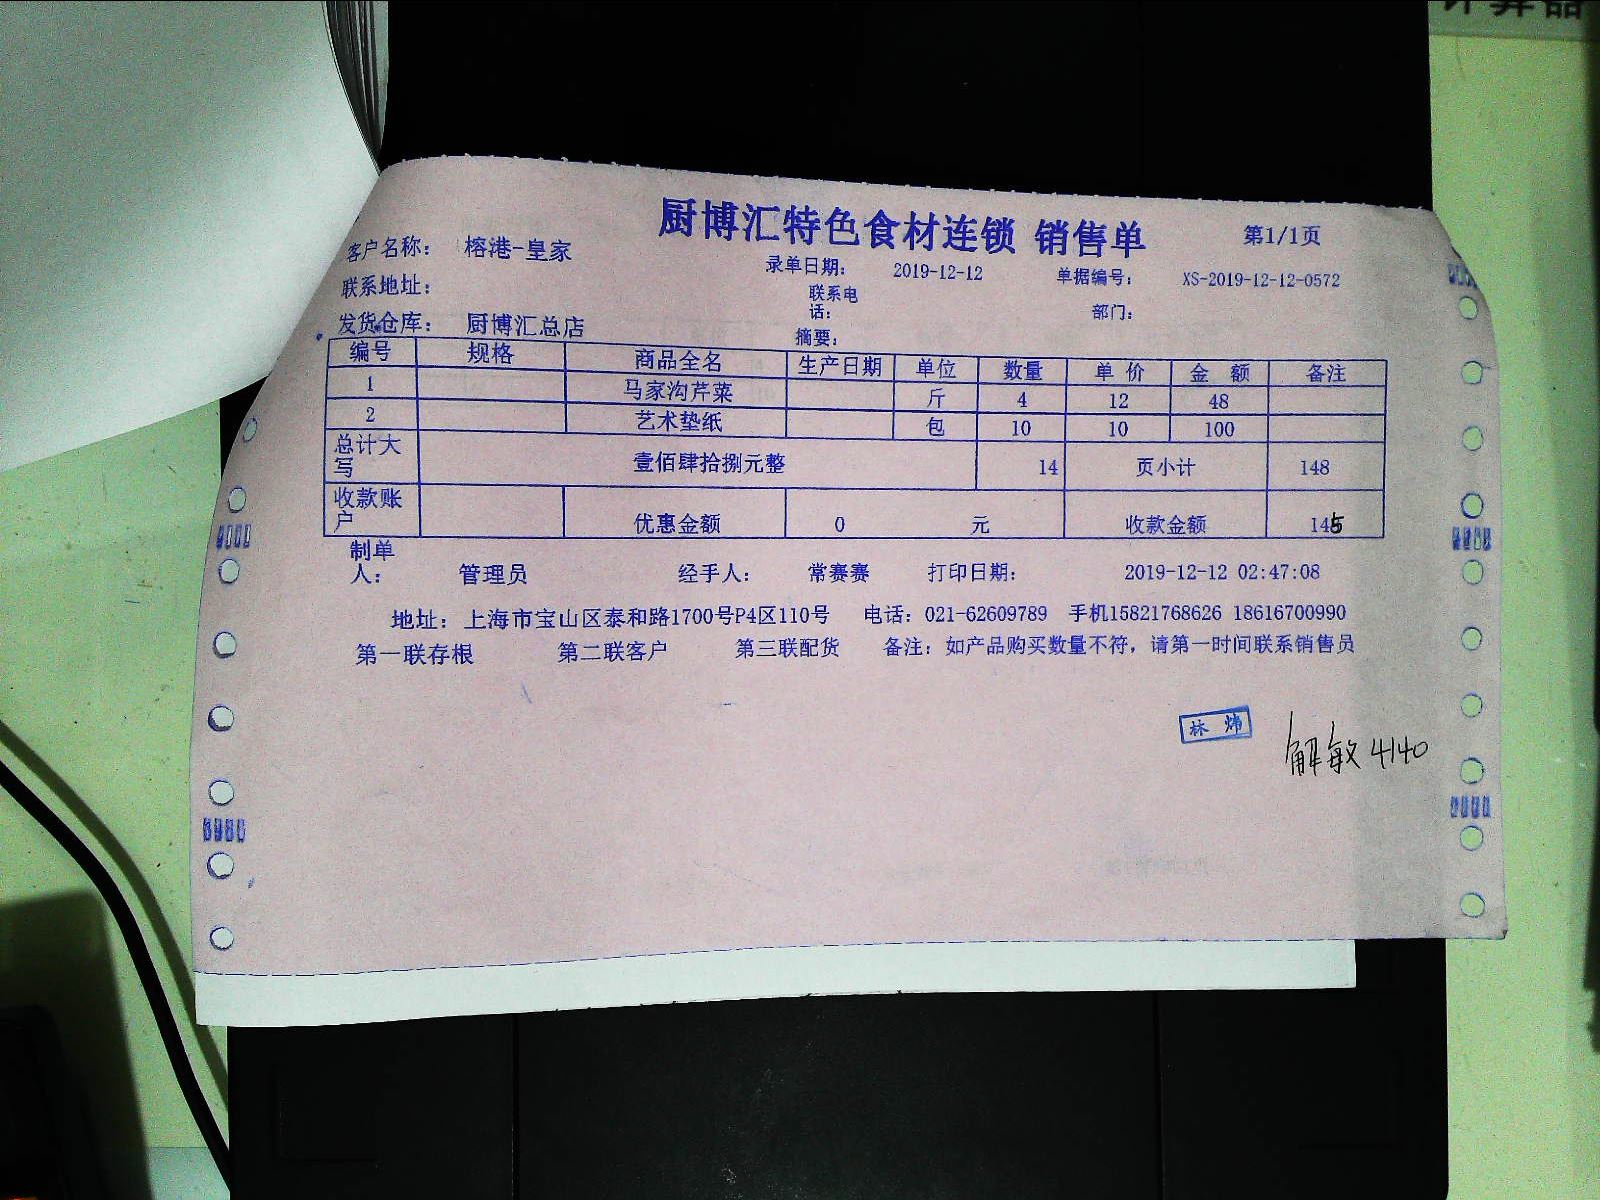 计算器
厨博汇特色食材连锁 销售单 第1/1页
客户名称： 榕港-皇家 录单日期： 2019-12-12 单据编号： XS-2019-12-12-0572
联系地址： 联系电话： 部门：
发货仓库： 厨博汇总店 摘要：
编号 规格 商品全名 生产日期 单位 数量 单 价 金 额 备注
1 马家沟芹菜 斤 4 12 48
2 艺术垫纸 包 10 10 100
总计大写 壹佰肆拾捌元整 14 页小计 148
收款账户 优惠金额 0 元 收款金额 145
制单人： 管理员 经手人： 常赛赛 打印日期： 2019-12-12 02:47:08
地址：上海市宝山区泰和路1700号P4区110号 电话：021-62609789 手机15821768626 18616700990
第一联存根 第二联客户 第三联配货 备注：如产品购买数量不符，请第一时间联系销售员
林 炜
解敏 4140